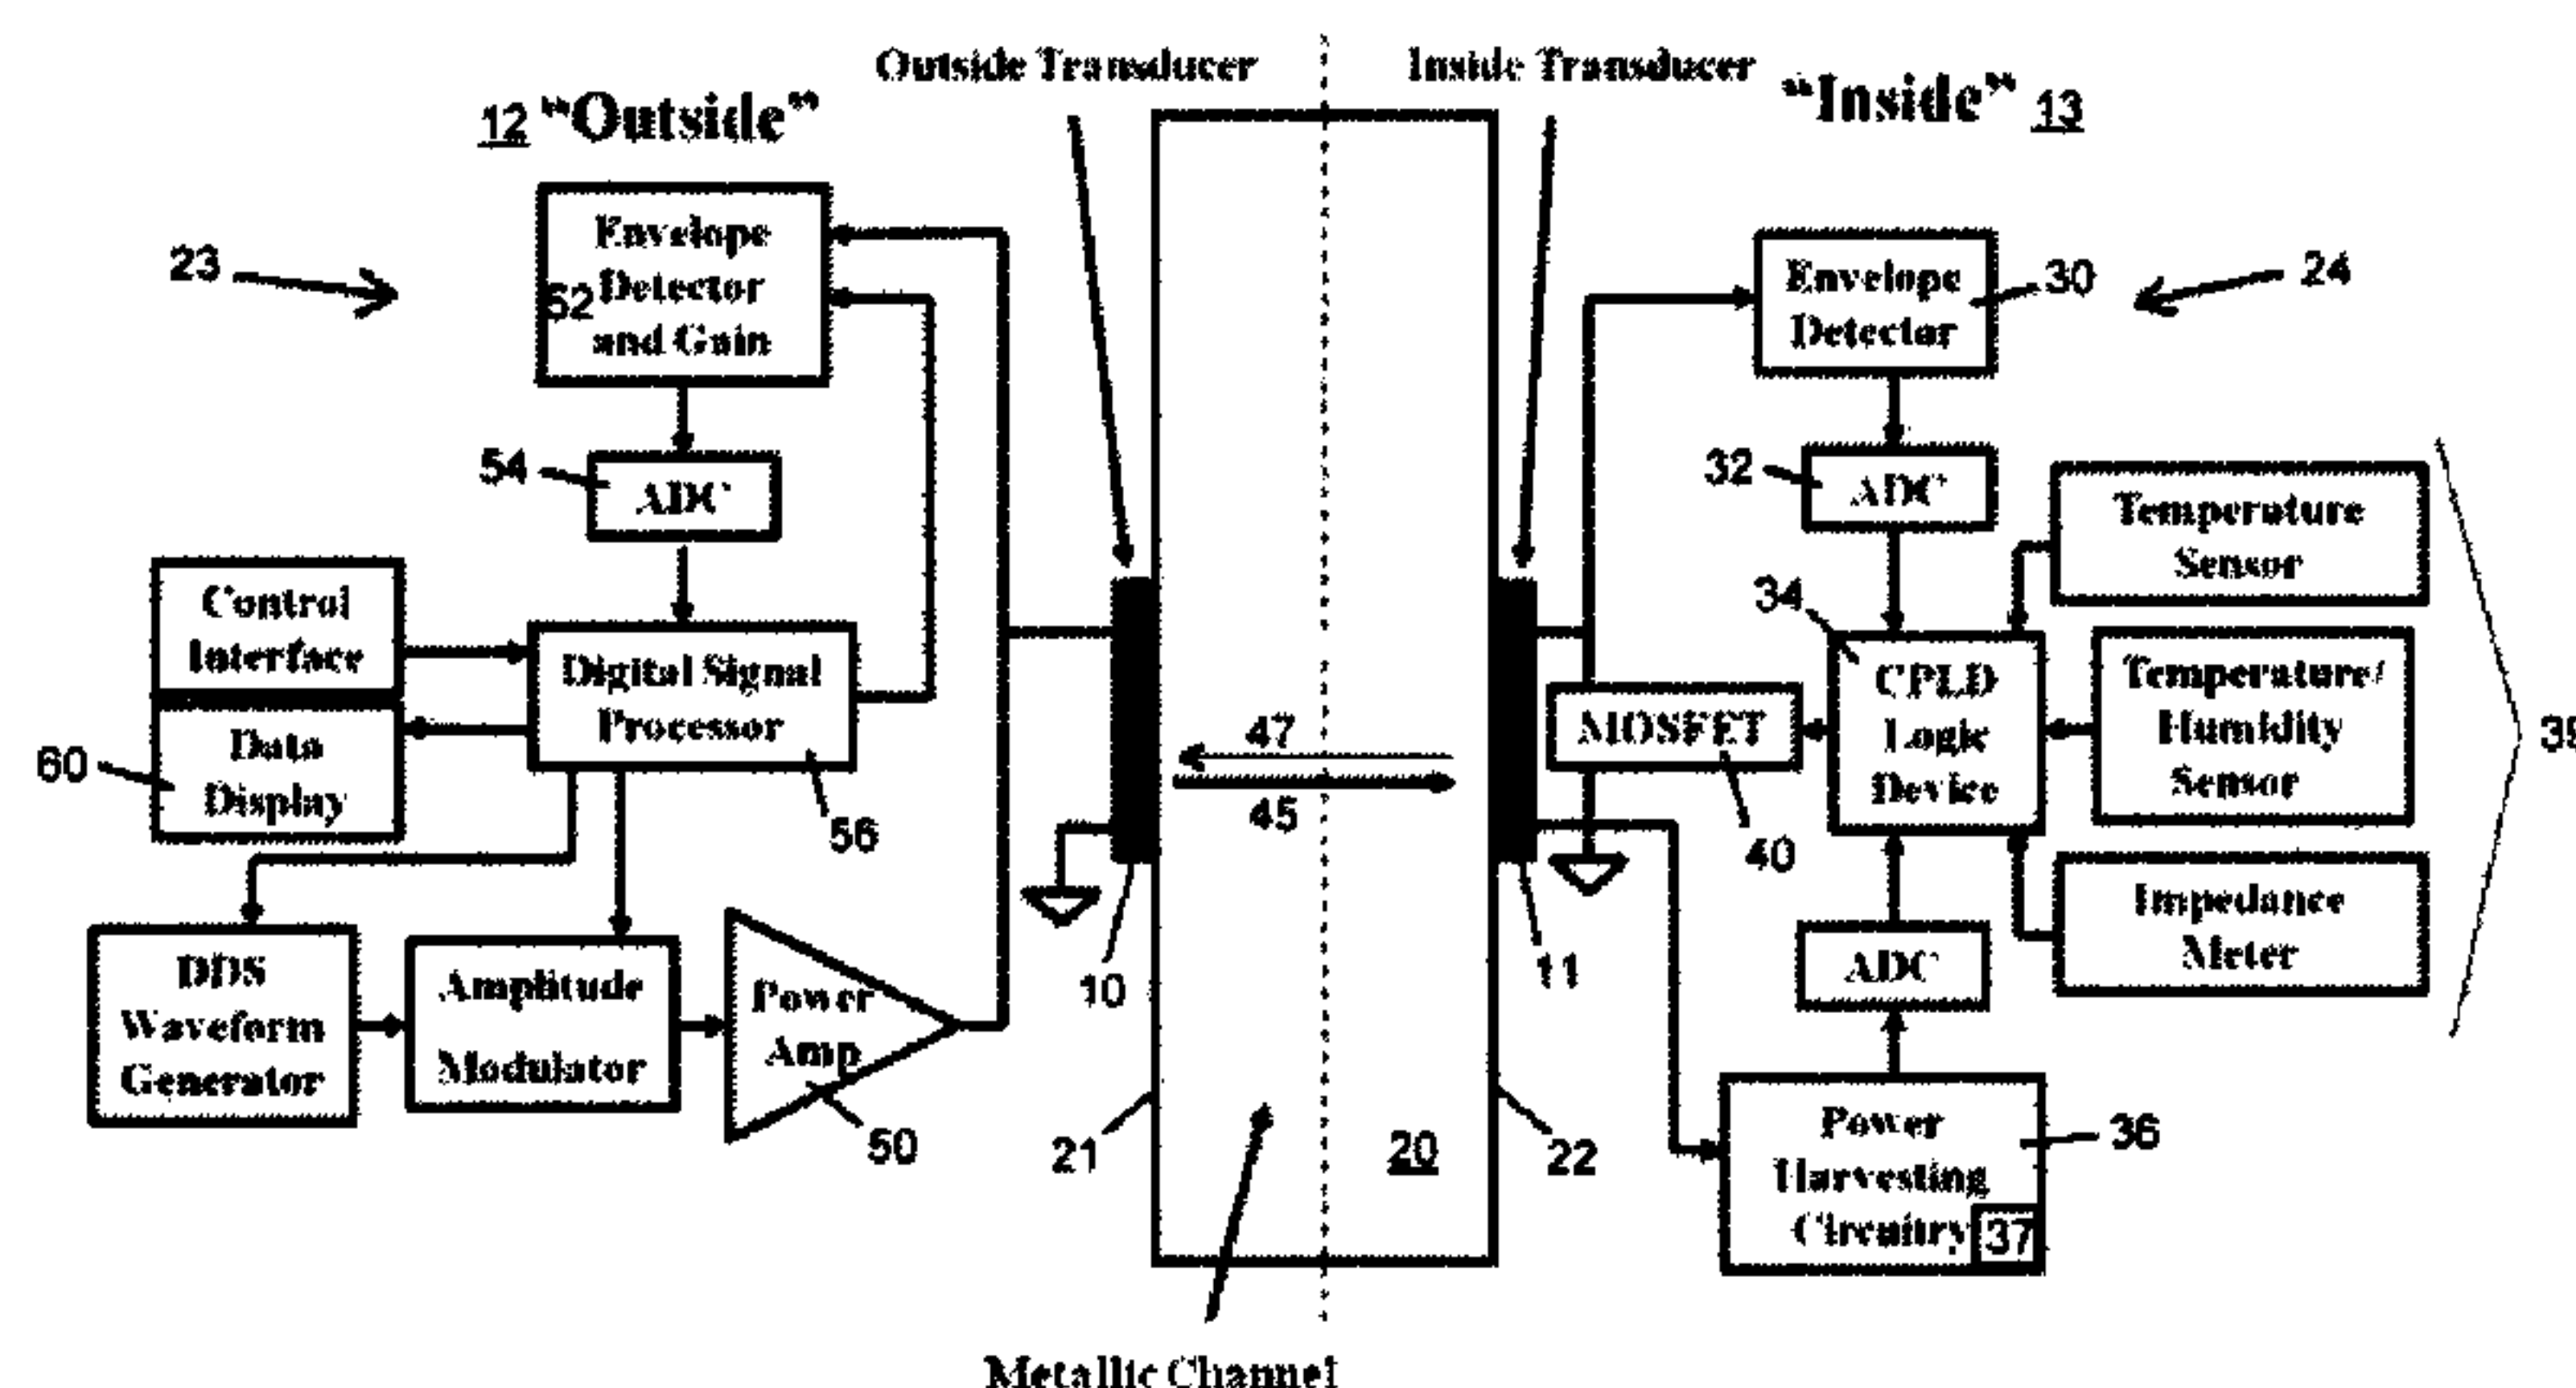 Outside Transducer
Inside Transducer
12 "Outside"
"Inside" 13
23
Envelope
Detector
52
and Gain
Envelope
Detector
30
24
54
ADC
32
ADC
Temperature
Sensor
Control
Interface
Digital Signal
Processor
56
Data
Display
60
47
45
MOSFET
40
34
CPLD
Logic
Device
Temperature/
Humidity
Sensor
Impedance
Meter
DDS
Waveform
Generator
Amplitude
Modulator
Power
Amp
50
10
11
ADC
21
20
22
Power
Harvesting
Circuitry
37
36
Metallic Channel